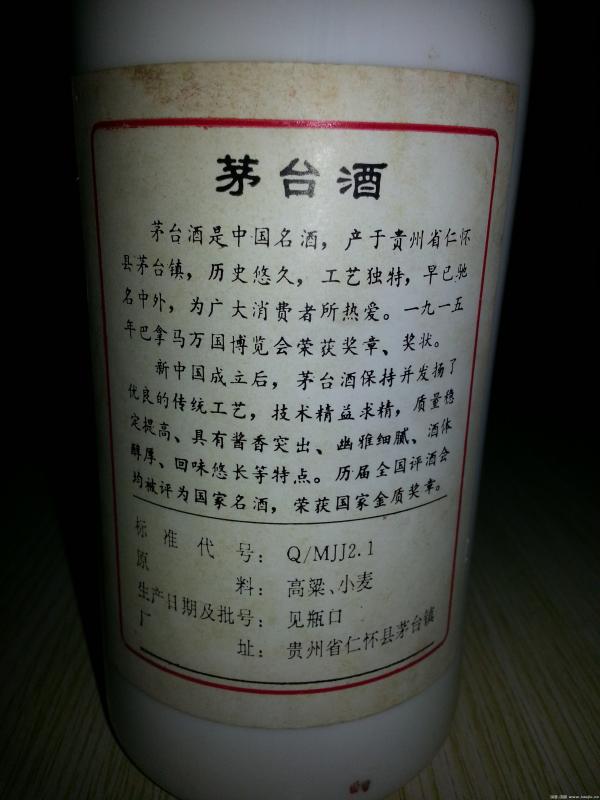 茅台酒
茅台酒是中国名酒，产于贵州省仁怀
县茅台镇，历史悠久，工艺独特，早已驰
名中外，为广大消费者所热爱。一九一五
年巴拿马万国博览会荣获奖章、奖状。
新中国成立后，茅台酒保持并发扬了
优良的传统工艺，技术精益求精，质量稳
定提高、具有酱香突出、幽雅细腻、酒体
醇厚、回味悠长等特点。历届全国评酒会
均被评为国家名酒，荣获国家金质奖章。
标准代号：Q/MJJ2.1
原料：高粱、小麦
生产日期及批号：见瓶口
厂址：贵州省仁怀县茅台镇